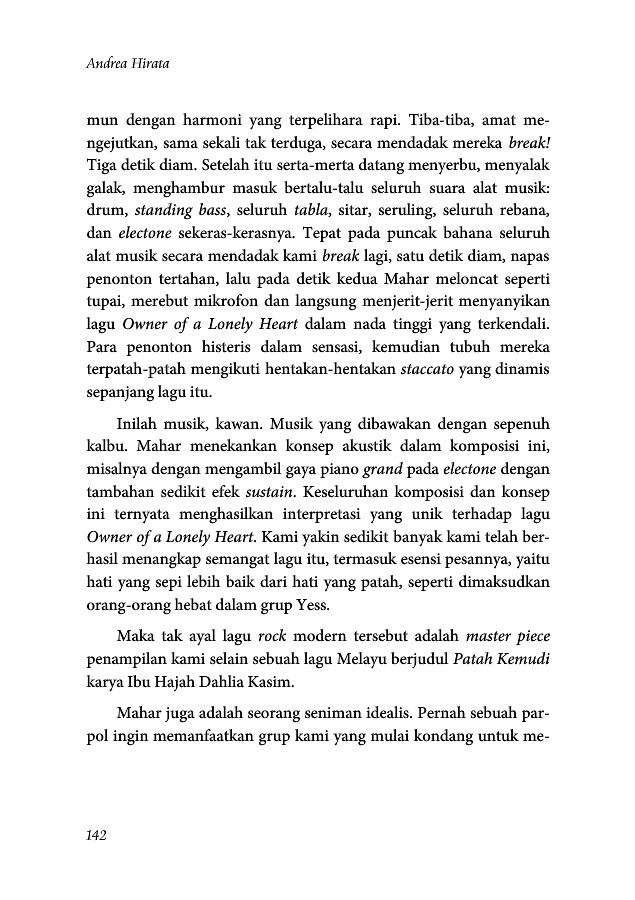 Andrea Hirata
mun dengan harmoni yang terpelihara rapi. Tiba-tiba, amat me-
ngejutkan, sama sekali tak terduga, secara mendadak mereka break!
Tiga detik diam. Setelah itu serta-merta datang menyerbu, menyalak
galak, menghambur masuk bertalu-talu seluruh suara alat musik:
drum, standing bass, seluruh tabla, sitar, seruling, seluruh rebana,
dan electone sekeras-kerasnya. Tepat pada puncak bahana seluruh
alat musik secara mendadak kami break lagi, satu detik diam, napas
penonton tertahan, lalu pada detik kedua Mahar meloncat seperti
tupai, merebut mikrofon dan langsung menjerit-jerit menyanyikan
lagu Owner of a Lonely Heart dalam nada tinggi yang terkendali.
Para penonton histeris dalam sensasi, kemudian tubuh mereka
terpatah-patah mengikuti hentakan-hentakan staccato yang dinamis
sepanjang lagu itu.
Inilah musik, kawan. Musik yang dibawakan dengan sepenuh
kalbu. Mahar menekankan konsep akustik dalam komposisi ini,
misalnya dengan mengambil gaya piano grand pada electone dengan
tambahan sedikit efek sustain. Keseluruhan komposisi dan konsep
ini ternyata menghasilkan interpretasi yang unik terhadap lagu
Owner of a Lonely Heart. Kami yakin sedikit banyak kami telah ber-
hasil menangkap semangat lagu itu, termasuk esensi pesannya, yaitu
hati yang sepi lebih baik dari hati yang patah, seperti dimaksudkan
orang-orang hebat dalam grup Yess.
Maka tak ayal lagu rock modern tersebut adalah master piece
penampilan kami selain sebuah lagu Melayu berjudul Patah Kemudi
karya Ibu Hajah Dahlia Kasim.
Mahar juga adalah seorang seniman idealis. Pernah sebuah par-
pol ingin memanfaatkan grup kami yang mulai kondang untuk me-
142